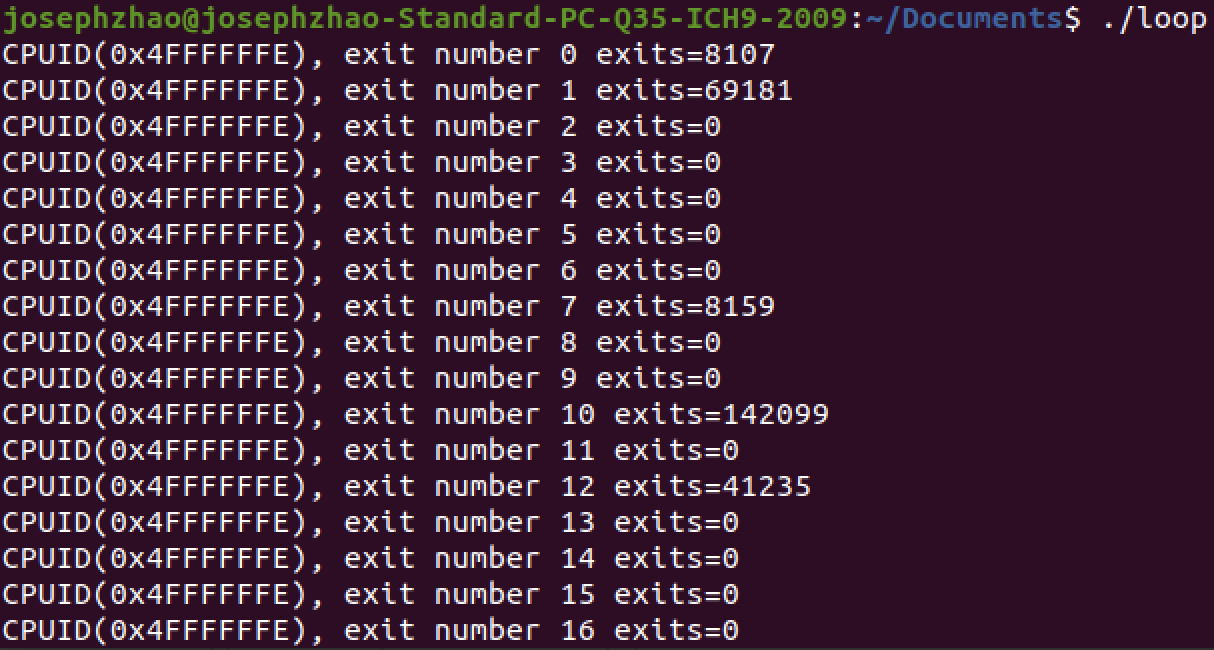 josephzhao@josephzhao-Standard-PC-Q35-ICH9-2009:~/Documents$ ./loop
CPUID(0x4FFFFFFE), exit number 0 exits=8107
CPUID(0x4FFFFFFE), exit number 1 exits=69181
CPUID(0x4FFFFFFE), exit number 2 exits=0
CPUID(0x4FFFFFFE), exit number 3 exits=0
CPUID(0x4FFFFFFE), exit number 4 exits=0
CPUID(0x4FFFFFFE), exit number 5 exits=0
CPUID(0x4FFFFFFE), exit number 6 exits=0
CPUID(0x4FFFFFFE), exit number 7 exits=8159
CPUID(0x4FFFFFFE), exit number 8 exits=0
CPUID(0x4FFFFFFE), exit number 9 exits=0
CPUID(0x4FFFFFFE), exit number 10 exits=142099
CPUID(0x4FFFFFFE), exit number 11 exits=0
CPUID(0x4FFFFFFE), exit number 12 exits=41235
CPUID(0x4FFFFFFE), exit number 13 exits=0
CPUID(0x4FFFFFFE), exit number 14 exits=0
CPUID(0x4FFFFFFE), exit number 15 exits=0
CPUID(0x4FFFFFFE), exit number 16 exits=0